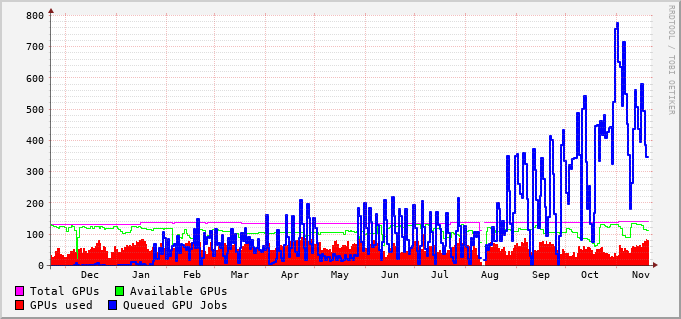 800
700
600
500
400
300
200
100
0
Dec Jan Feb Mar Apr May Jun Jul Aug Sep Oct Nov
Total GPUs Available GPUs
GPUs used Queued GPU Jobs
RRDTOOL / TOBI OETIKER